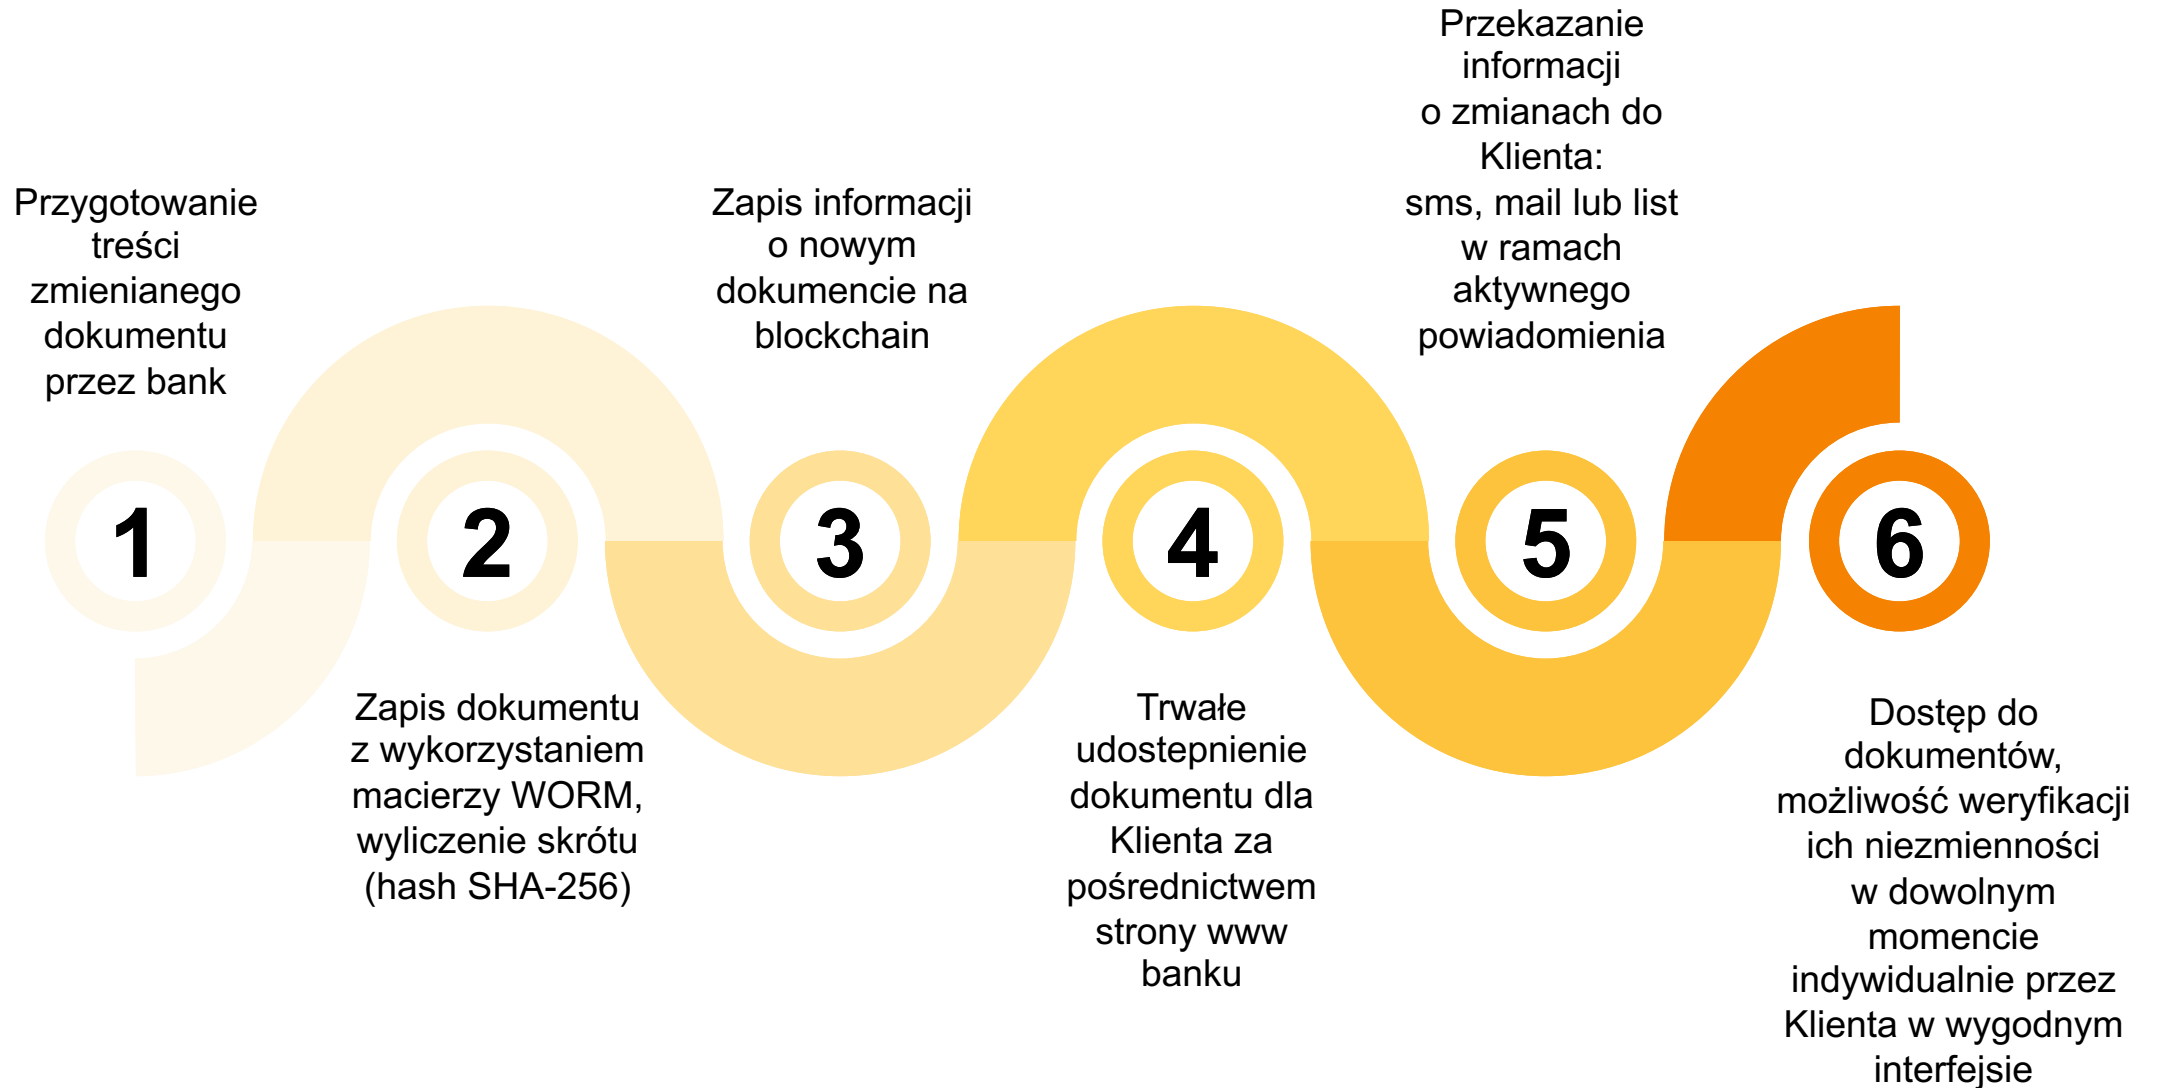 Przygotowanie
treści
zmienianego
dokumentu
przez bank
1
2
Zapis dokumentu
z wykorzystaniem
macierzy WORM,
wyliczenie skrótu
(hash SHA-256)
Zapis informacji
o nowym
dokumencie na
blockchain
3
4
Trwałe
udostepnienie
dokumentu dla
Klienta za
pośrednictwem
strony www
banku
Przekazanie
informacji
o zmianach do
Klienta:
sms, mail lub list
w ramach
aktywnego
powiadomienia
5
6
Dostęp do
dokumentów,
możliwość weryfikacji
ich niezmienności
w dowolnym
momencie
indywidualnie przez
Klienta w wygodnym
interfejsie